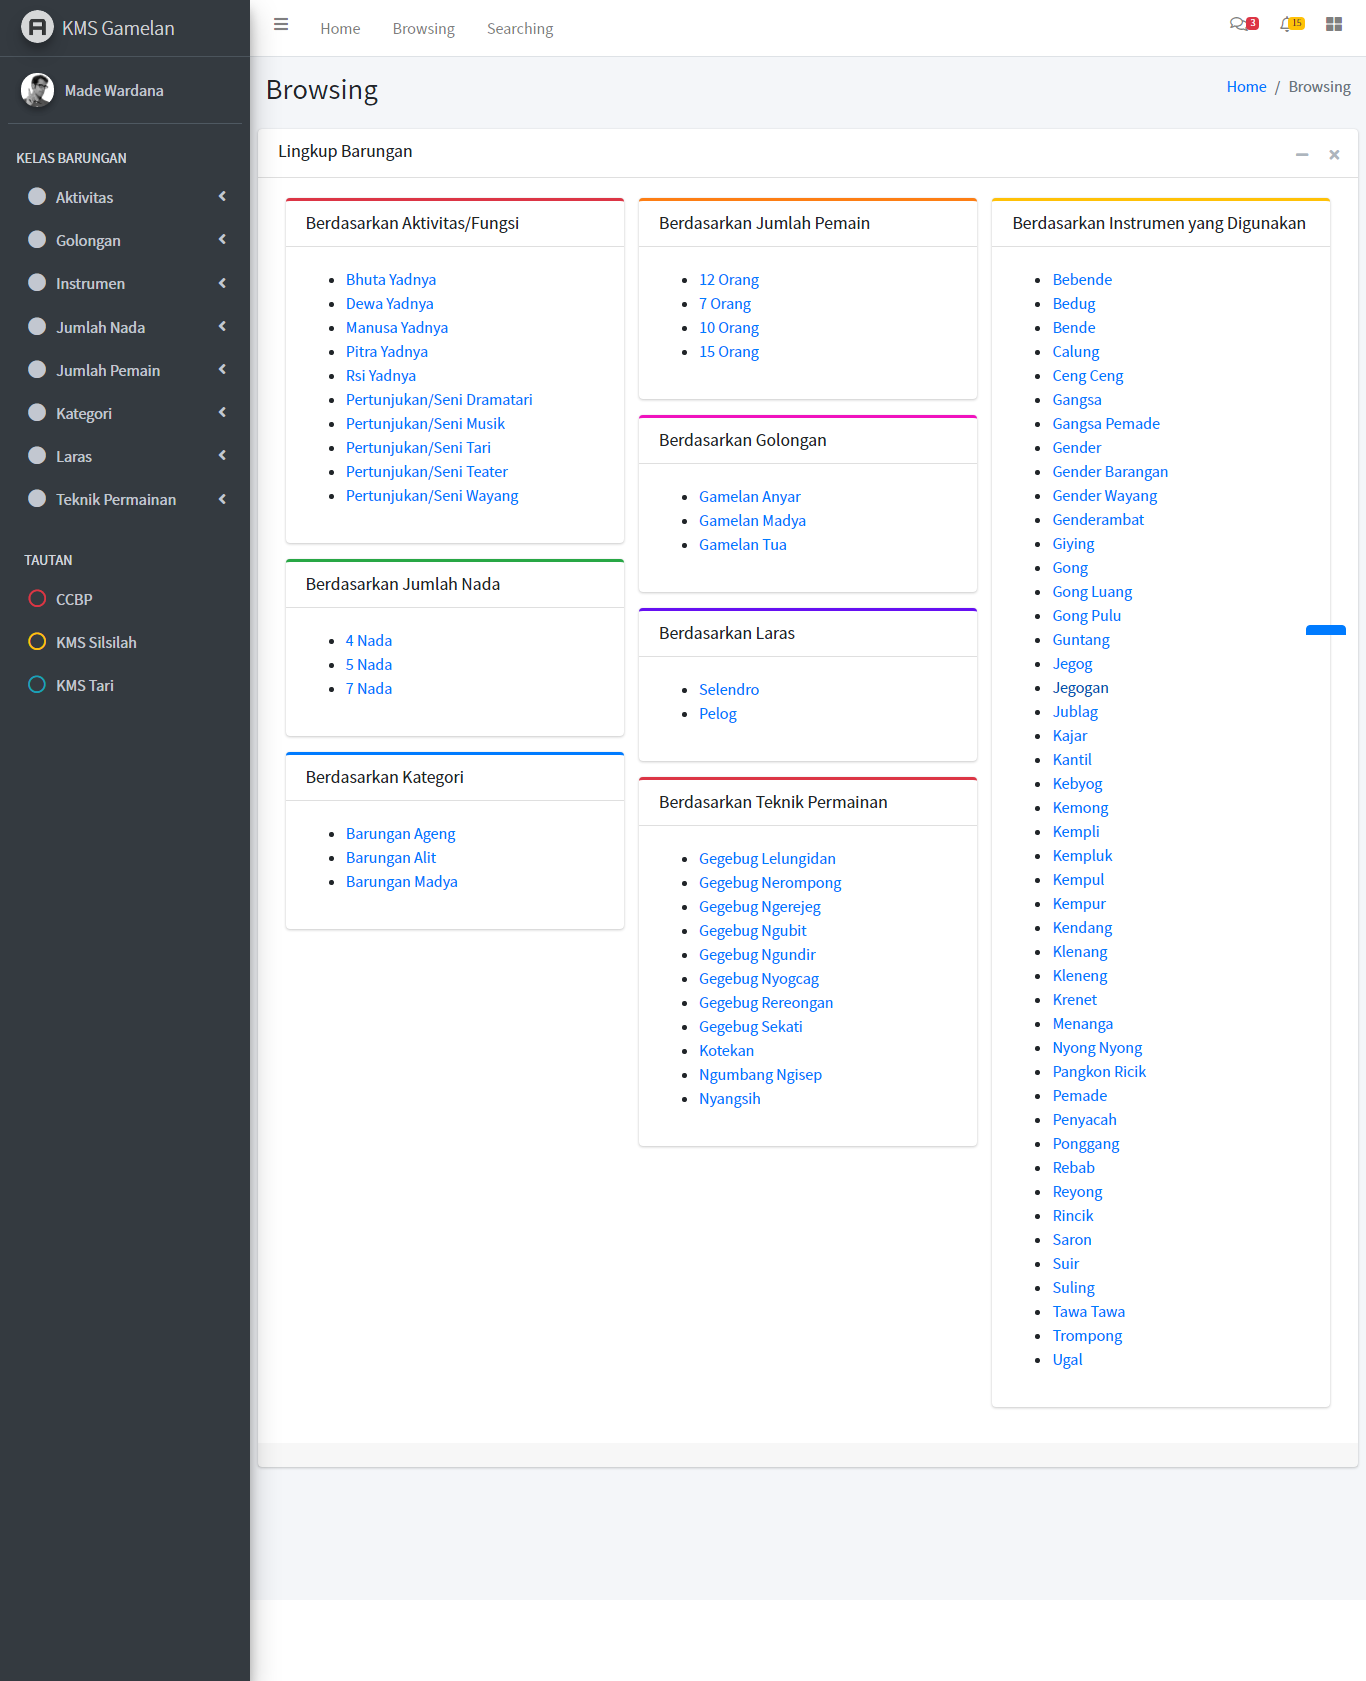 KMS Gamelan
Home
Browsing
Searching
3
15
Made Wardana
Browsing
Home / Browsing
KELAS BARUNGAN
Aktivitas
Golongan
Instrumen
Jumlah Nada
Jumlah Pemain
Kategori
Laras
Teknik Permainan
TAUTAN
CCBP
KMS Silsilah
KMS Tari
Lingkup Barungan
Berdasarkan Aktivitas/Fungsi
Bhuta Yadnya
Dewa Yadnya
Manusa Yadnya
Pitra Yadnya
Rsi Yadnya
Pertunjukan/Seni Dramatari
Pertunjukan/Seni Musik
Pertunjukan/Seni Tari
Pertunjukan/Seni Teater
Pertunjukan/Seni Wayang
Berdasarkan Jumlah Nada
4 Nada
5 Nada
7 Nada
Berdasarkan Kategori
Barungan Ageng
Barungan Alit
Barungan Madya
Berdasarkan Jumlah Pemain
12 Orang
7 Orang
10 Orang
15 Orang
Berdasarkan Golongan
Gamelan Anyar
Gamelan Madya
Gamelan Tua
Berdasarkan Laras
Selendro
Pelog
Berdasarkan Teknik Permainan
Gegebug Lelungidan
Gegebug Nerompong
Gegebug Ngerejeg
Gegebug Ngubit
Gegebug Ngundir
Gegebug Nyogcag
Gegebug Rereongan
Gegebug Sekati
Kotekan
Ngumbang Ngisep
Nyangsih
Berdasarkan Instrumen yang Digunakan
Bebende
Bedug
Bende
Calung
Ceng Ceng
Gangsa
Gangsa Pemade
Gender
Gender Barangan
Gender Wayang
Genderambat
Giying
Gong
Gong Luang
Gong Pulu
Guntang
Jegog
Jegogan
Jublag
Kajar
Kantil
Kebyog
Kemong
Kempli
Kempluk
Kempul
Kempur
Kendang
Klenang
Kleneng
Krenet
Menanga
Nyong Nyong
Pangkon Ricik
Pemade
Penyacah
Ponggang
Rebab
Reyong
Rincik
Saron
Suir
Suling
Tawa Tawa
Trompong
Ugal